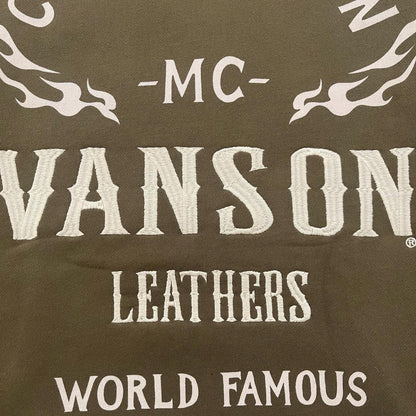 -MC-
VANSON®
LEATHERS
WORLD FAMOUS